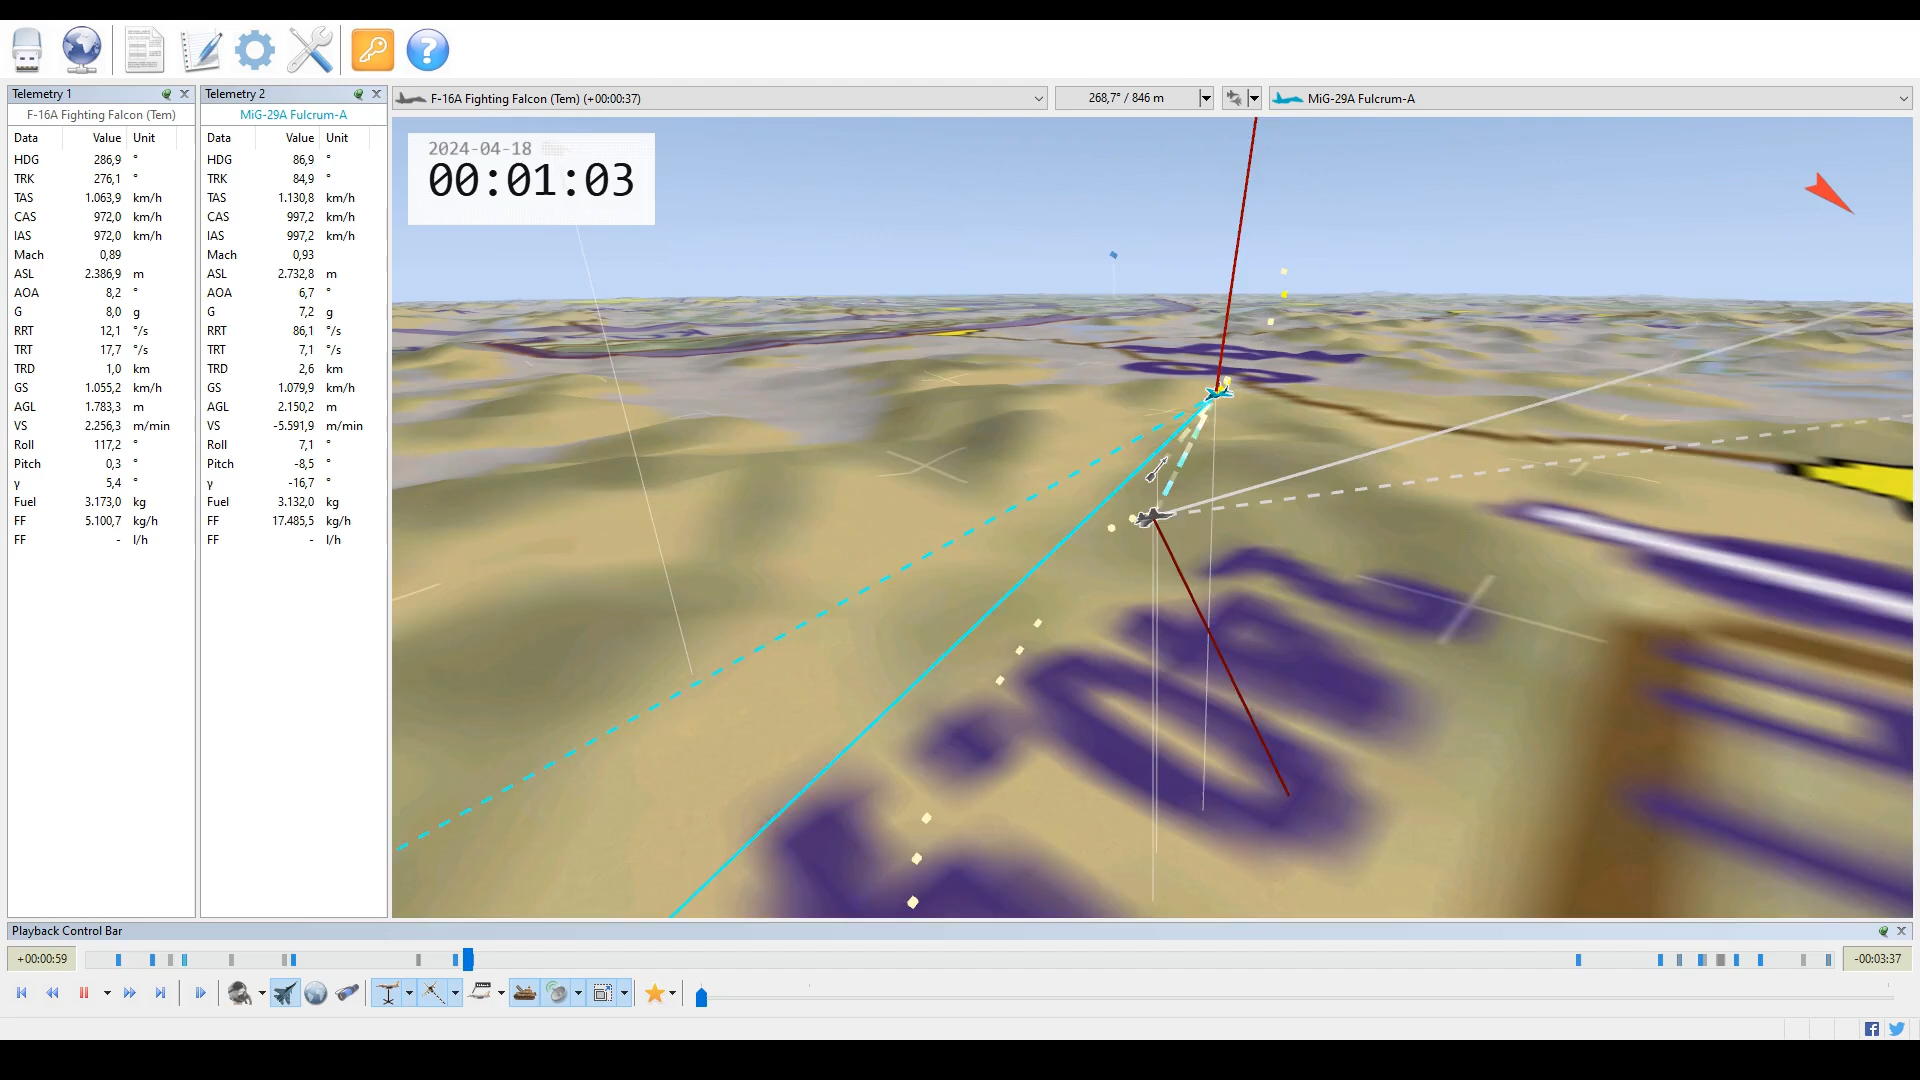 Telemetry 1
F-16A Fighting Falcon (Tem)
Data Value Unit
HDG 286,9 °
TRK 276,1 °
TAS 1.063,9 km/h
CAS 972,0 km/h
IAS 972,0 km/h
Mach 0,89
ASL 2.386,9 m
AOA 8,2 °
G 8,0 g
RRT 12,1 °/s
TRT 17,7 °/s
TRD 1,0 km
GS 1.055,2 km/h
AGL 1.783,3 m
VS 2.256,3 m/min
Roll 117,2 °
Pitch 0,3 °
γ 5,4 °
Fuel 3.173,0 kg
FF 5.100,7 kg/h
FF - l/h
Telemetry 2
MiG-29A Fulcrum-A
Data Value Unit
HDG 86,9 °
TRK 84,9 °
TAS 1.130,8 km/h
CAS 997,2 km/h
IAS 997,2 km/h
Mach 0,93
ASL 2.732,8 m
AOA 6,7 °
G 7,2 g
RRT 86,1 °/s
TRT 7,1 °/s
TRD 2,6 km
GS 1.079,9 km/h
AGL 2.150,2 m
VS -5.591,9 m/min
Roll 7,1 °
Pitch -8,5 °
γ -16,7 °
Fuel 3.132,0 kg
FF 17.485,5 kg/h
FF - l/h
F-16A Fighting Falcon (Tem) (+00:00:37)
268,7° / 846 m
MiG-29A Fulcrum-A
2024-04-18
00:01:03
Playback Control Bar
+00:00:59
-00:03:37